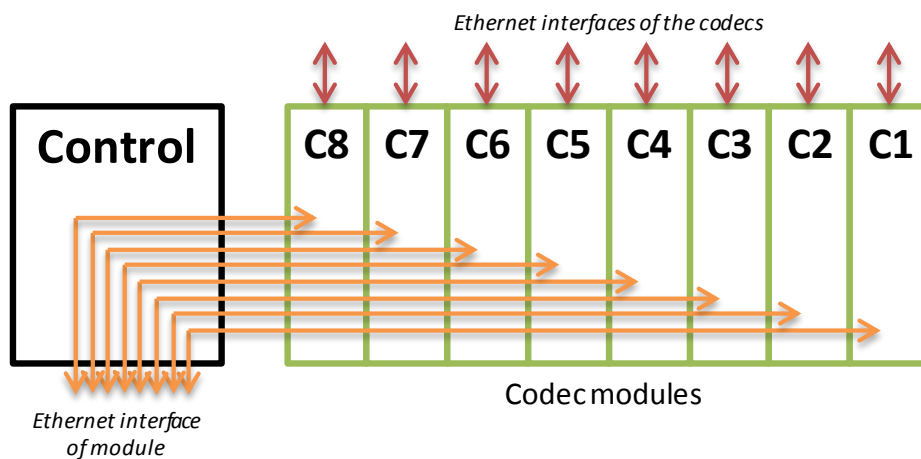 Ethernet interfaces of the codecs
Control
C8 C7 C6 C5 C4 C3 C2 C1
Codec modules
Ethernet interface
of module